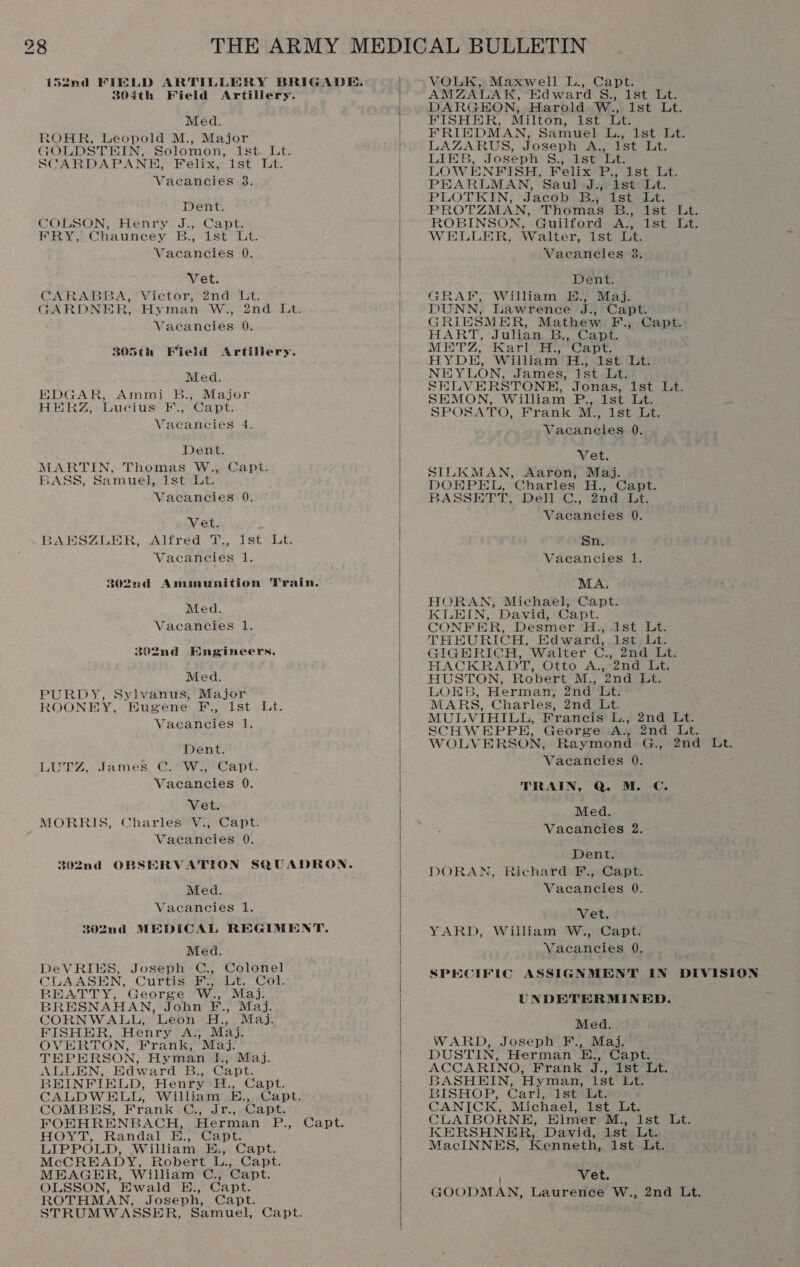 28 THE ARMY MEDICAL BULLETIN
152nd FIELD ARTILLERY BRIGADE.
304th Field Artillery.
Med.
ROHR, Leopold M., Major
GOLDSTEIN, Solomon, 1st. Lt.
SCARDAPANE, Felix, 1st Lt.
Vacancies 3.
Dent.
COLSON, Henry J., Capt.
FRY, Chauncey B., 1st Lt.
Vacancies 0.
Vet.
CARABBA, Victor, 2nd Lt.
GARDNER, Hyman W., 2nd Lt.
Vacancies 0.
305th Field Artillery.
Med.
EDGAR, Ammi B., Major
HERZ, Lucius F., Capt.
Vacancies 4.
Dent.
MARTIN, Thomas W., Capt.
BASS, Samuel, 1st Lt.
Vacancies 0.
Vet.
BAESZLER, Alfred T., 1st Lt.
Vacancies 1.
302nd Ammunition Train.
Med.
Vacancies 1.
302nd Engineers.
Med.
PURDY, Sylvanus, Major
ROONEY, Eugene F., 1st Lt.
Vacancies 1.
Dent.
LUTZ, James C. W., Capt.
Vacancies 0.
Vet.
MORRIS, Charles V., Capt.
Vacancies 0.
302nd OBSERVATION SQUADRON.
Med.
Vacancies 1.
302nd MEDICAL REGIMENT.
Med.
DeVRIES, Joseph C., Colonel
CLAASEN, Curtis F., Lt. Col.
BEATTY, George W., Maj.
BRESNAHAN, John F., Maj.
CORNWALL, Leon H., Maj.
FISHER, Henry A., Maj.
OVERTON, Frank, Maj.
TEPERSON, Hyman I., Maj.
ALLEN, Edward B., Capt.
BEINFIELD, Henry H., Capt.
CALDWELL, William E., Capt.
COMBES, Frank C., Jr., Capt.
FOEHRENBACH, Herman P., Capt.
HOYT, Randal E., Capt.
LIPPOLD, William E., Capt.
McCREADY, Robert L., Capt.
MEAGER, William C., Capt.
OLSSON, Ewald E., Capt.
ROTHMAN, Joseph, Capt.
STRUMWASSER, Samuel, Capt.
VOLK, Maxwell L., Capt.
AMZALAK, Edward S., 1st Lt.
DARGEON, Harold W., 1st Lt.
FISHER, Milton, 1st Lt.
FRIEDMAN, Samuel L., 1st Lt.
LAZARUS, Joseph A., 1st Lt.
LIEB, Joseph S., 1st Lt.
LOWENFISH, Felix P., 1st Lt.
PEARLMAN, Saul J., 1st Lt.
PLOTKIN, Jacob B., 1st Lt.
PROTZMAN, Thomas B., 1st Lt.
ROBINSON, Guilford A., 1st Lt.
WELLER, Walter, 1st Lt.
Vacancies 3.
Dent.
GRAF, William E., Maj.
DUNN, Lawrence J., Capt.
GRIESMER, Mathew F., Capt.
HART, Julian B., Capt.
METZ, Karl H., Capt.
HYDE, William H., 1st Lt.
NEYLON, James, 1st Lt.
SELVERSTONE, Jonas, 1st Lt.
SEMON, William P., 1st Lt.
SPOSATO, Frank M., 1st Lt.
Vacancies 0.
Vet.
SILKMAN, Aaron, Maj.
DOEPEL, Charles H., Capt.
BASSETT, Dell C., 2nd Lt.
Vacancies 0.
Sn.
Vacancies 1.
MA.
HORAN, Michael, Capt.
KLEIN, David, Capt.
CONFER, Desmer H., 1st Lt.
THEURICH, Edward, 1st Lt.
GIGERICH, Walter C., 2nd Lt.
HACKRADT, Otto A., 2nd Lt.
HUSTON, Robert M., 2nd Lt.
LOEB, Herman, 2nd Lt.
MARS, Charles, 2nd Lt.
MULVIHILL, Francis L., 2nd Lt.
SCHWEPPE, George A., 2nd Lt.
WOLVERSON, Raymond G., 2nd Lt.
Vacancies 0.
TRAIN, Q. M. C.
Med.
Vacancies 2.
Dent.
DORAN, Richard F., Capt.
Vacancies 0.
Vet.
YARD, William W., Capt.
Vacancies 0.
SPECIFIC ASSIGNMENT IN DIVISION
UNDETERMINED.
Med.
WARD, Joseph F., Maj.
DUSTIN, Herman E., Capt.
ACCARINO, Frank J., 1st Lt.
BASHEIN, Hyman, 1st Lt.
BISHOP, Carl, 1st Lt.
CANICK, Michael, 1st Lt.
CLAIBORNE, Elmer M., 1st Lt.
KERSHNER, David, 1st Lt.
MacINNES, Kenneth, 1st Lt.
Vet.
GOODMAN, Laurence W., 2nd Lt.